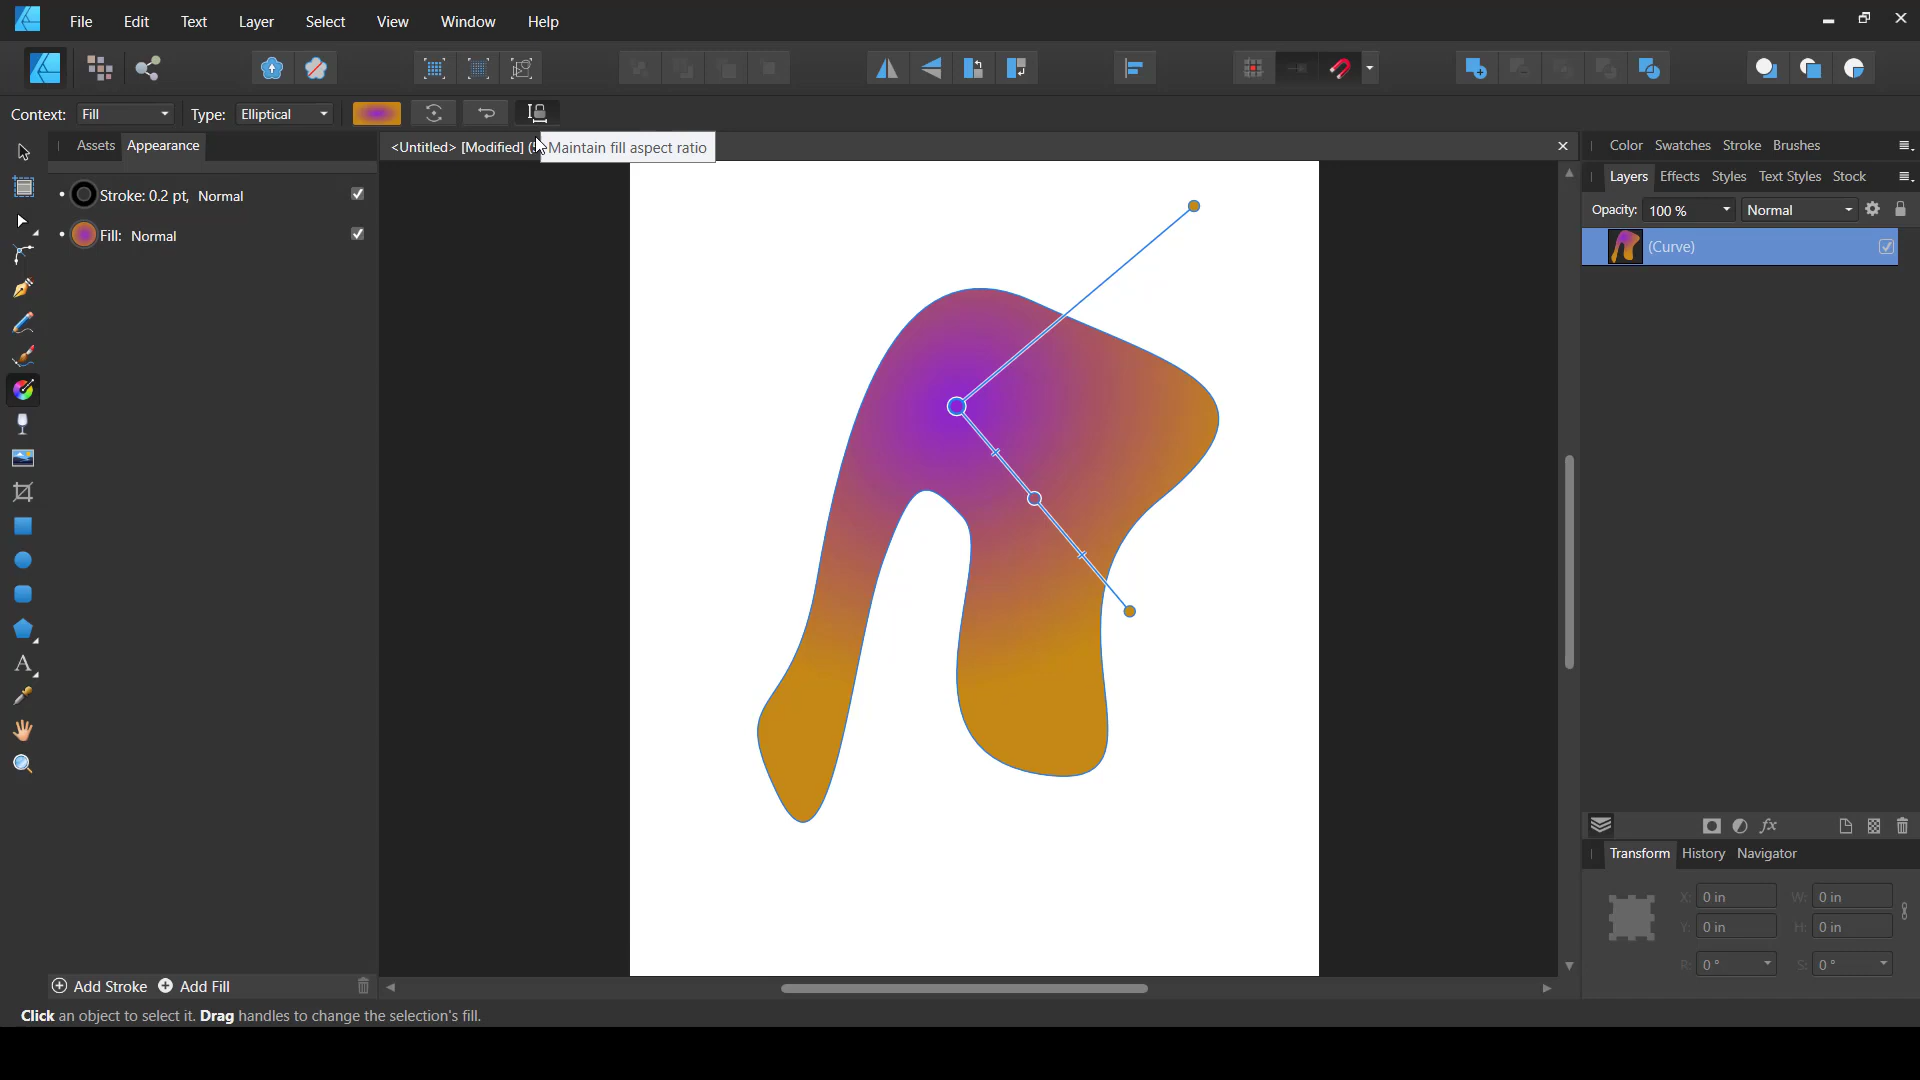 File Edit Text Layer Select View Window Help
Context: Fill Type: Elliptical
Assets Appearance
<Untitled> [Modified] (
Maintain fill aspect ratio
Stroke: 0.2 pt, Normal
Fill: Normal
Color Swatches Stroke Brushes
Layers Effects Styles Text Styles Stock
Opacity: 100 % Normal
(Curve)
fx
Transform History Navigator
X: 0 in W: 0 in
Y: 0 in H: 0 in
R: 0 ° S: 0 °
A
Add Stroke Add Fill
Click an object to select it. Drag handles to change the selection's fill.